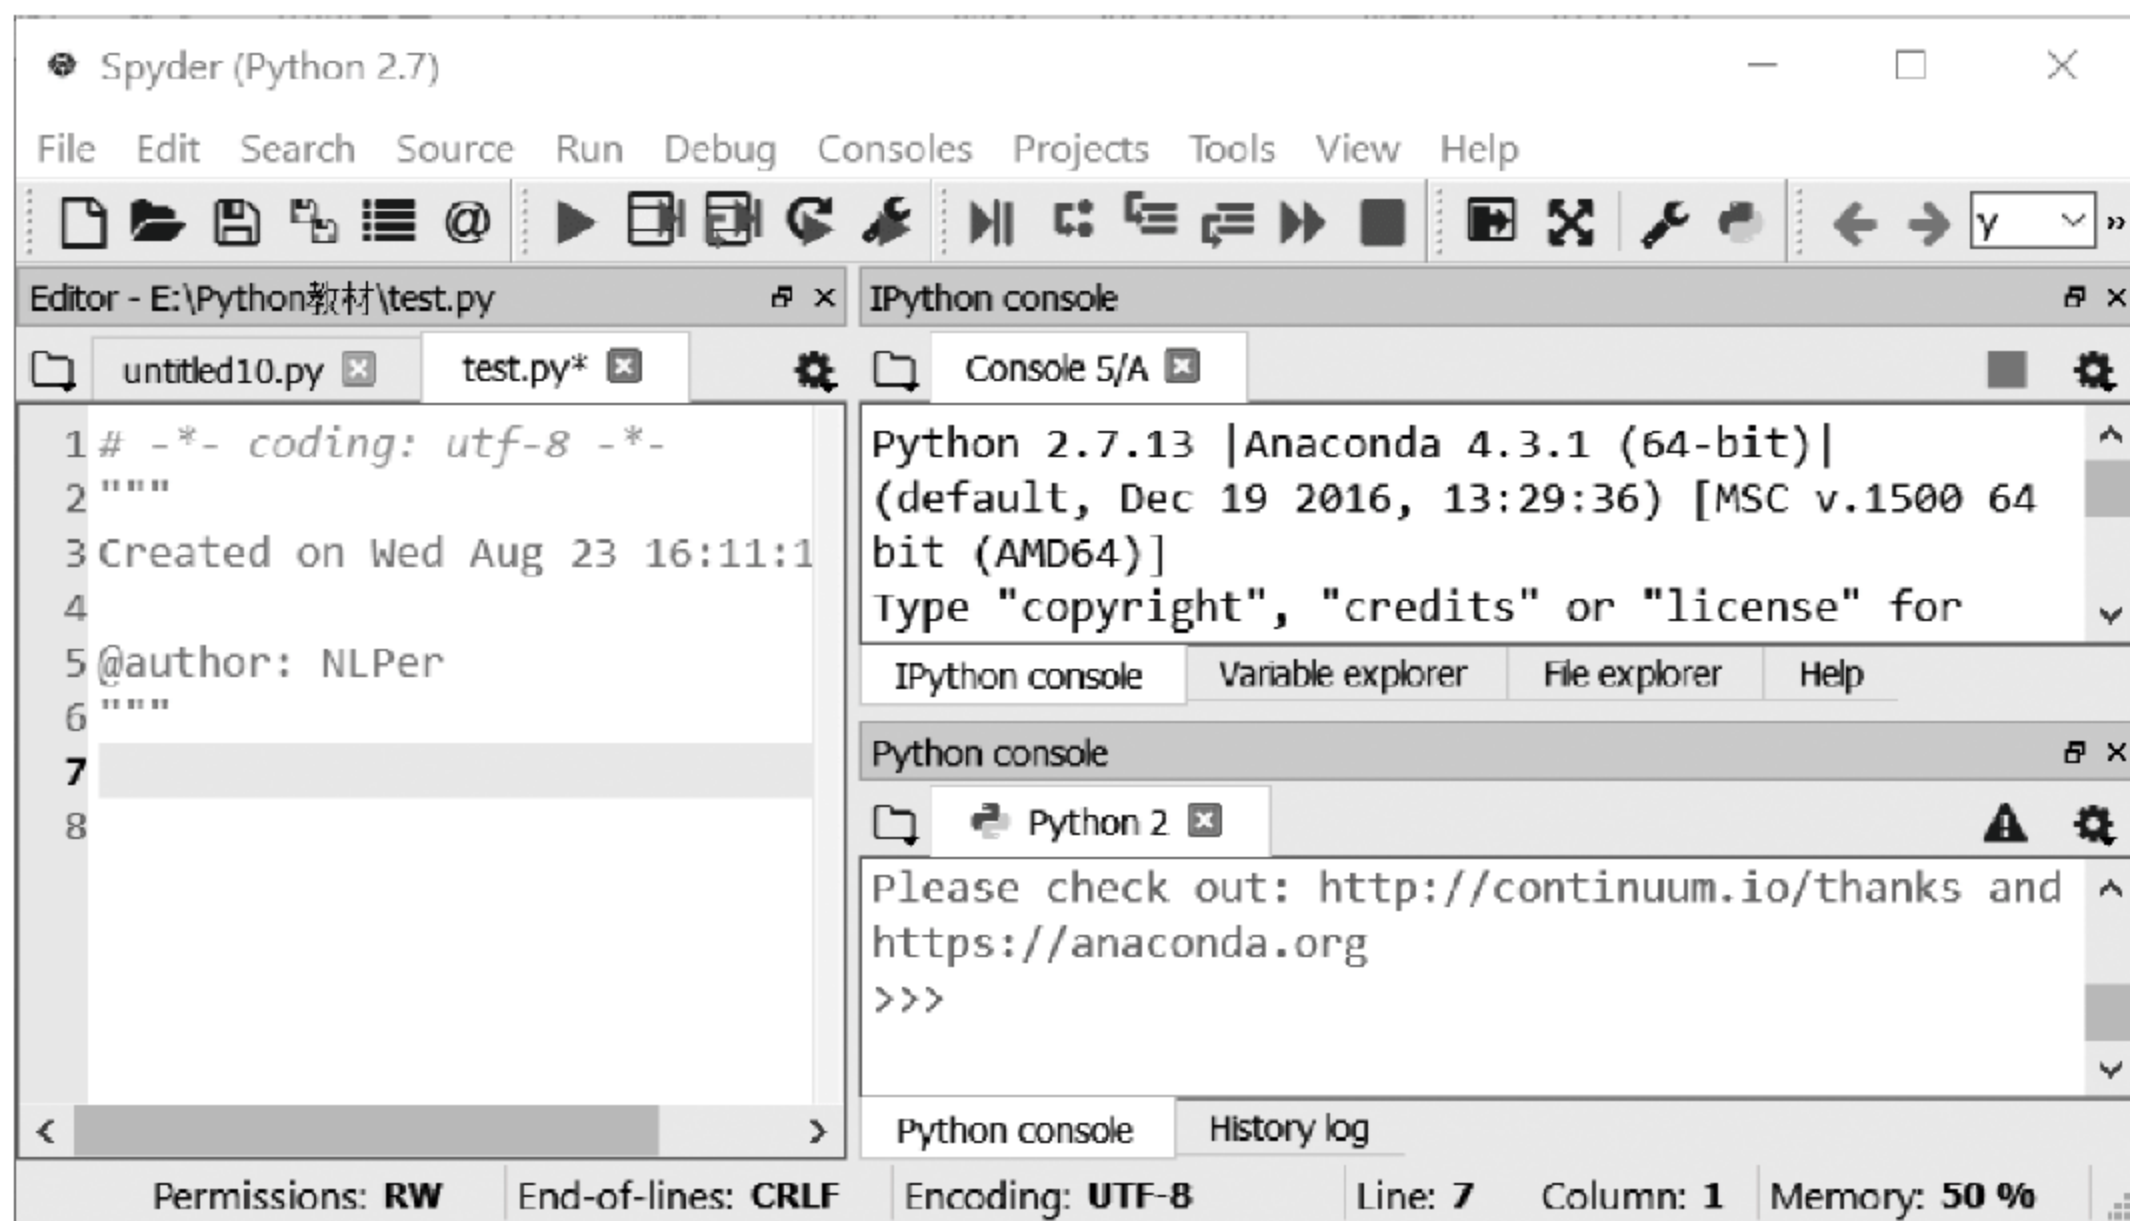 Spyder (Python 2.7)
File Edit Search Source Run Debug Consoles Projects Tools View Help
@ y »
Editor - E:\Python教材\test.py
untitled10.py test.py*
1 # -*- coding: utf-8 -*-
2 """
3 Created on Wed Aug 23 16:11:1
4
5 @author: NLPer
6 """
7
8
IPython console
Console 5/A
Python 2.7.13 |Anaconda 4.3.1 (64-bit)|
(default, Dec 19 2016, 13:29:36) [MSC v.1500 64
bit (AMD64)]
Type "copyright", "credits" or "license" for
IPython console Variable explorer File explorer Help
Python console
Python 2
Please check out: http://continuum.io/thanks and
https://anaconda.org
>>>
Python console History log
Permissions: RW End-of-lines: CRLF Encoding: UTF-8 Line: 7 Column: 1 Memory: 50 %